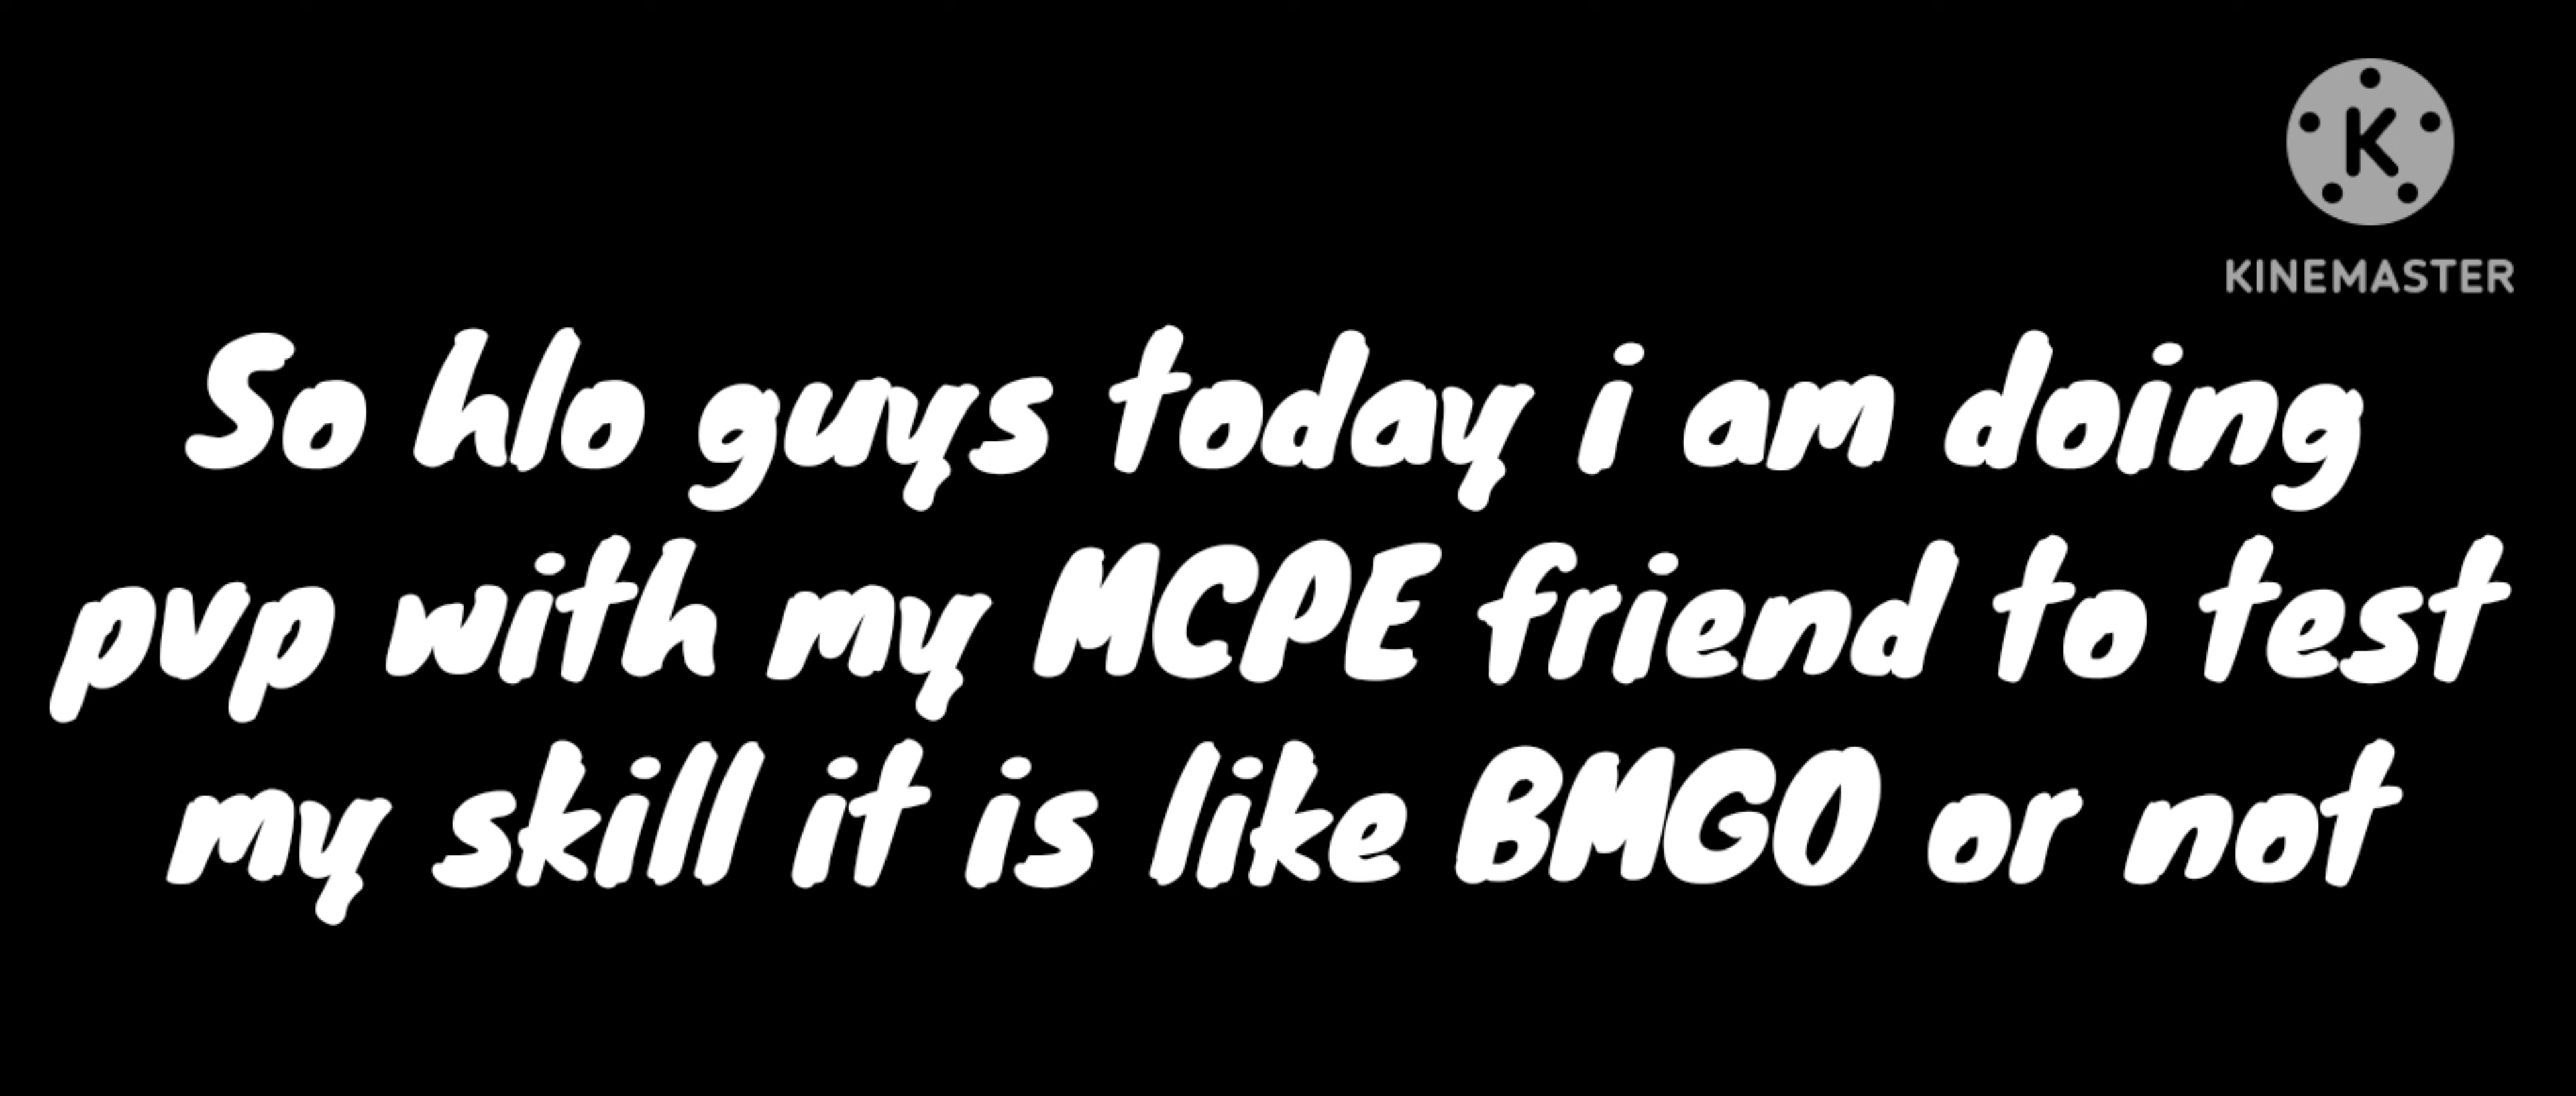 K
KINEMASTER
So hlo guys today i am doing
pvp with my MCPE friend to test
my skill it is like BMGO or not